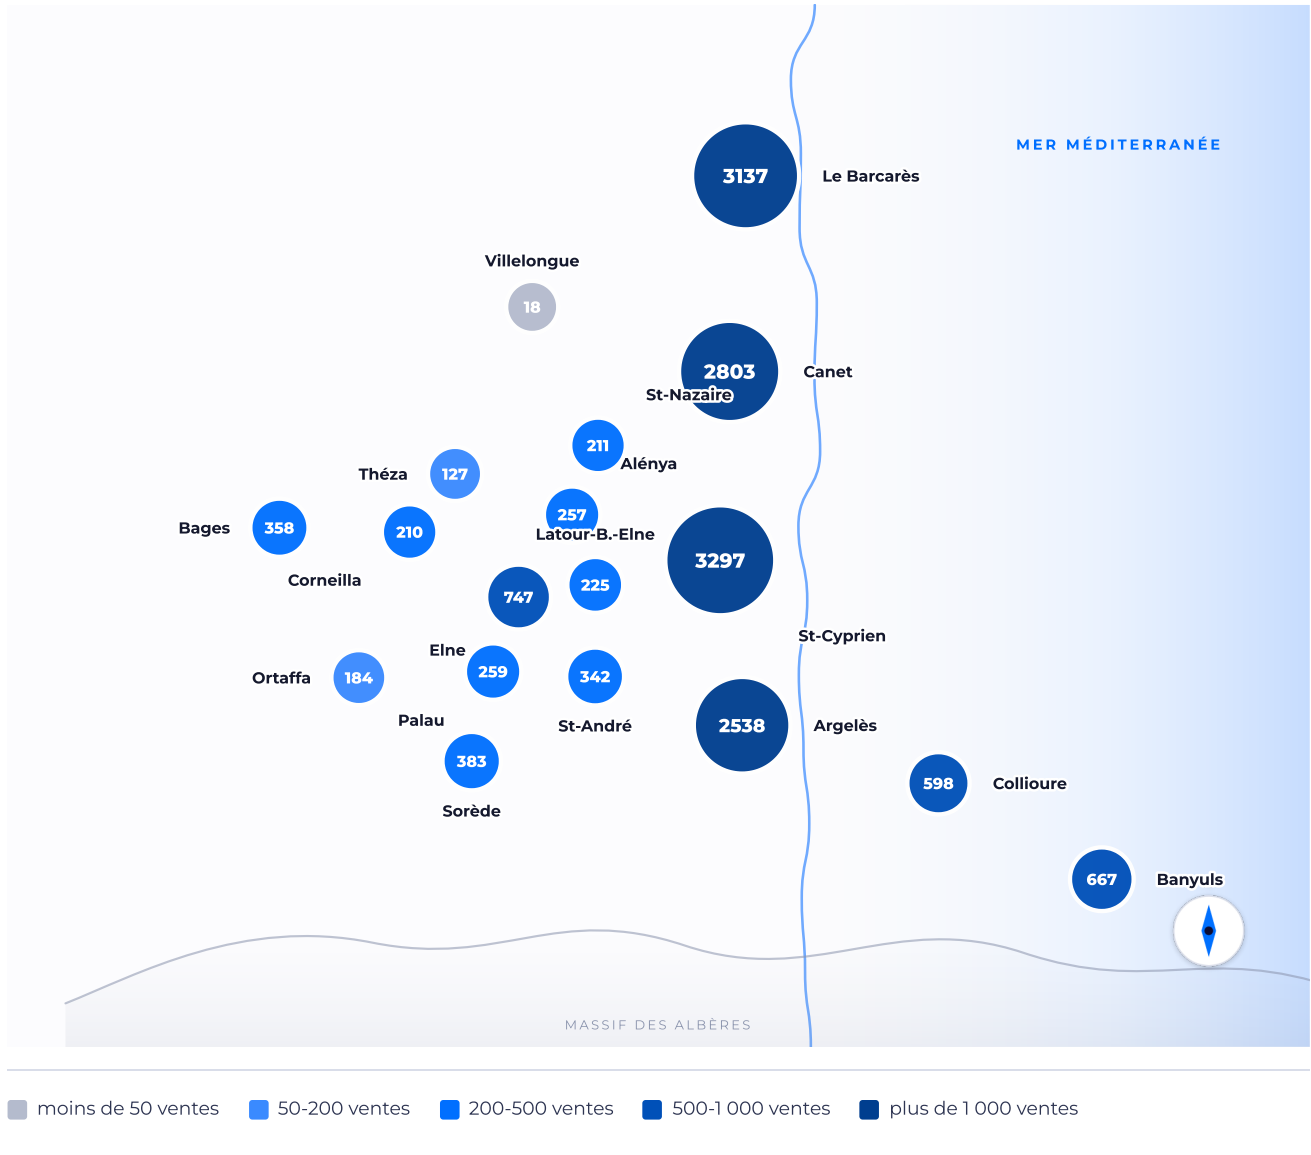 MER MÉDITERRANÉE
3137
Le Barcarès
Villelongue
18
2803
Canet
St-Nazaire
211
Alénya
Théza
127
Bages
358
210
257
Latour-B.-Elne
3297
Corneilla
747
225
St-Cyprien
Elne
259
342
Ortaffa
184
Palau
St-André
2538
Argelès
383
598
Collioure
Sorède
667
Banyuls
MASSIF DES ALBÈRES
moins de 50 ventes
50-200 ventes
200-500 ventes
500-1 000 ventes
plus de 1 000 ventes